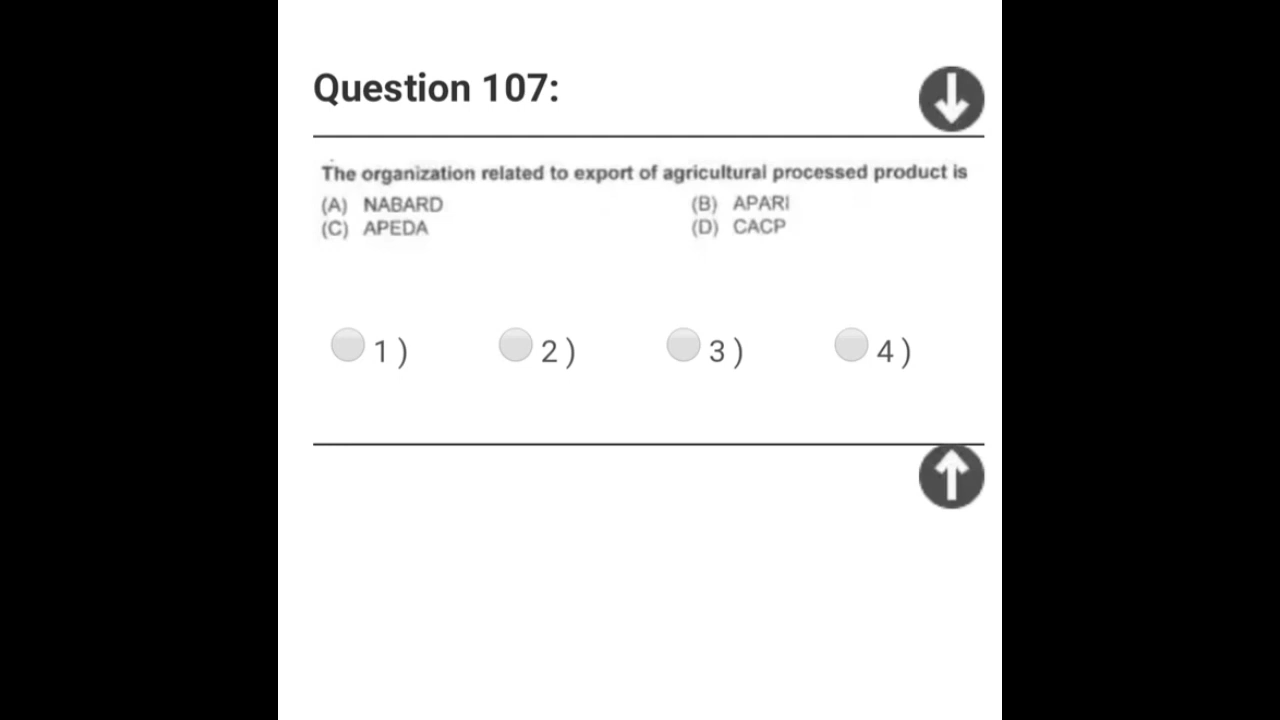 Question 107:
The organization related to export of agricultural processed product is
(A) NABARD (B) APARI
(C) APEDA (D) CACP
1 ) 2 ) 3 ) 4 )